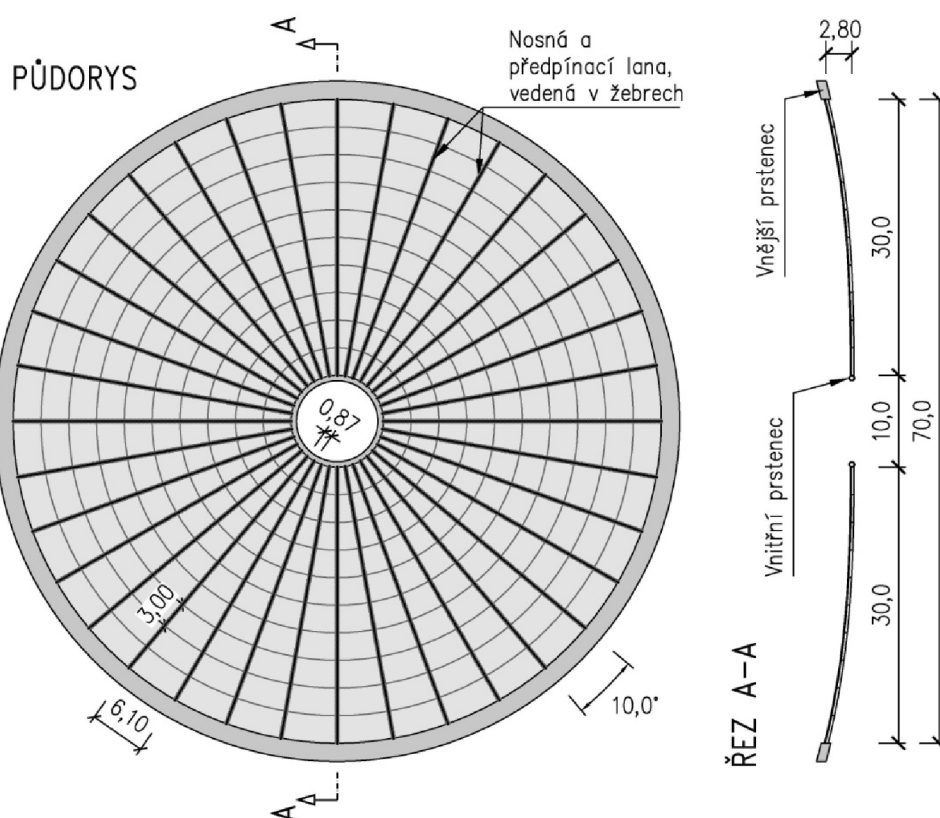 PŮDORYS
A
Nosná a
předpínací lana,
vedená v žebrech
0,87
3,00
6,10
10,0°
A
2,80
Vnější prstenec
30,0
10,0
70,0
Vnitřní prstenec
30,0
ŘEZ A-A